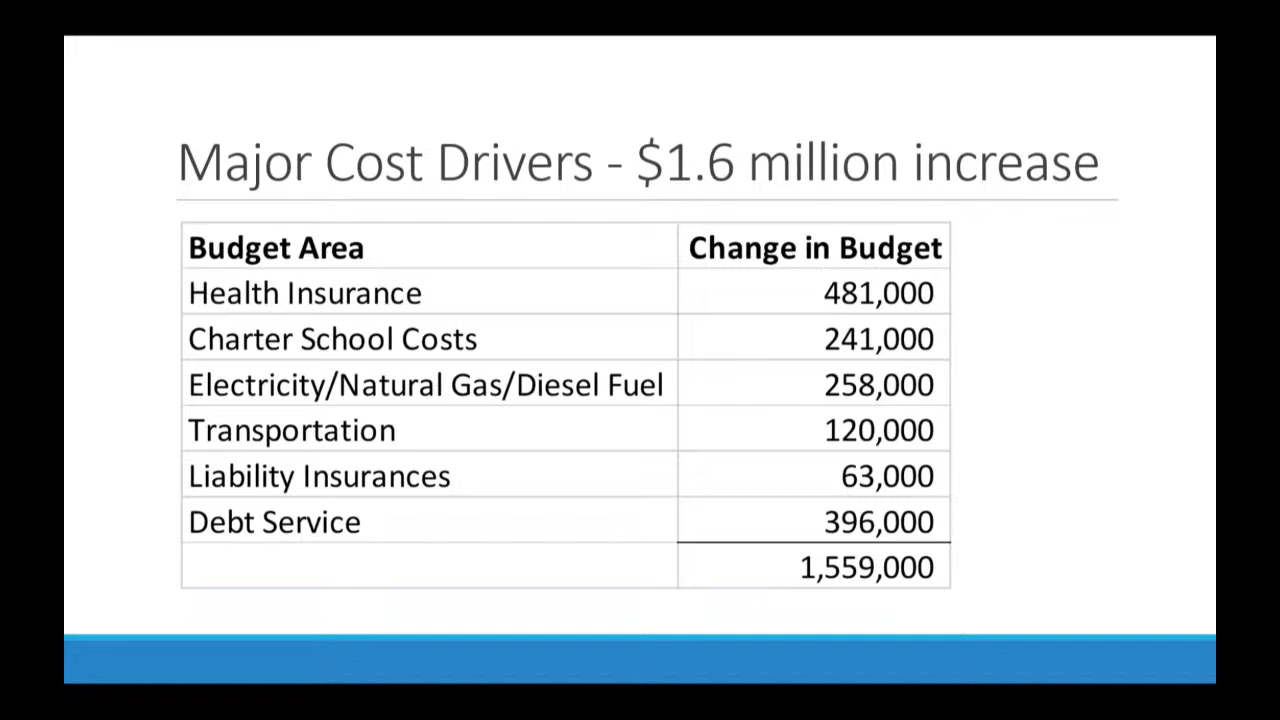 Major Cost Drivers - $1.6 million increase
Budget Area Change in Budget
Health Insurance 481,000
Charter School Costs 241,000
Electricity/Natural Gas/Diesel Fuel 258,000
Transportation 120,000
Liability Insurances 63,000
Debt Service 396,000
1,559,000